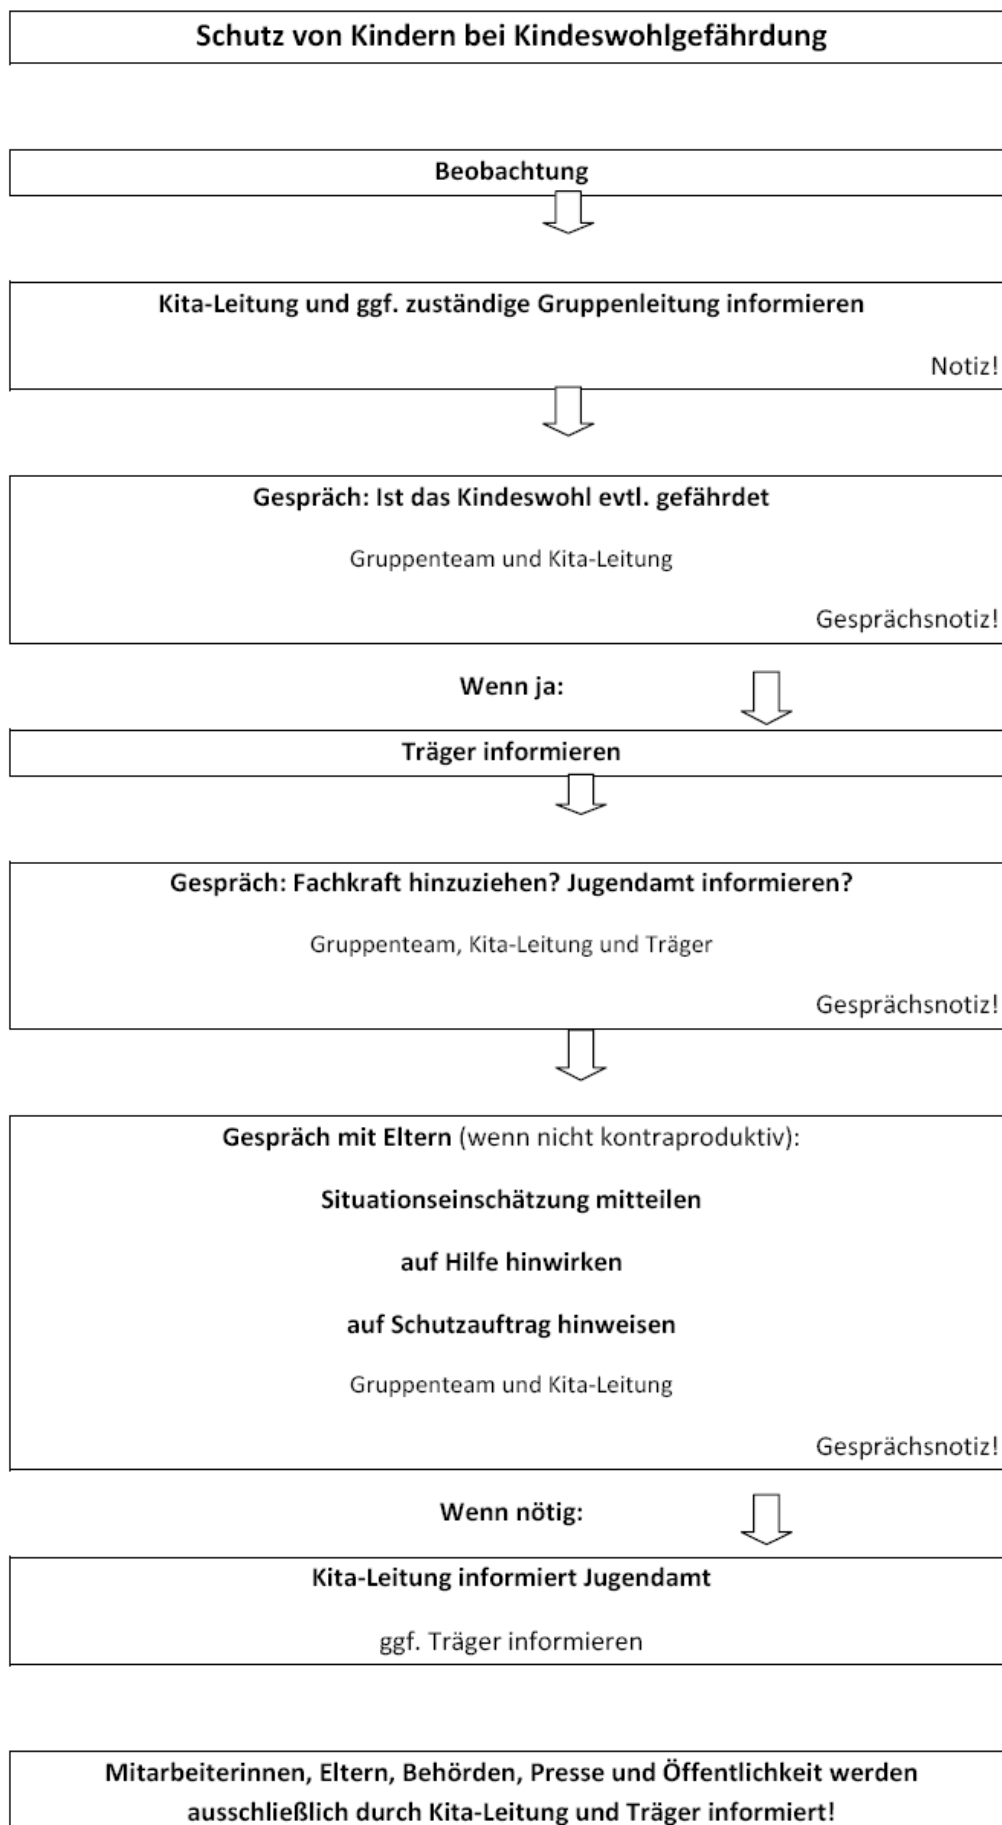 Schutz von Kindern bei Kindeswohlgefährdung
Beobachtung
Kita-Leitung und ggf. zuständige Gruppenleitung informieren
Notiz!
Gespräch: Ist das Kindeswohl evtl. gefährdet
Gruppenteam und Kita-Leitung
Gesprächsnotiz!
Wenn ja:
Träger informieren
Gespräch: Fachkraft hinzuziehen? Jugendamt informieren?
Gruppenteam, Kita-Leitung und Träger
Gesprächsnotiz!
Gespräch mit Eltern (wenn nicht kontraproduktiv):
Situationseinschätzung mitteilen
auf Hilfe hinwirken
auf Schutzauftrag hinweisen
Gruppenteam und Kita-Leitung
Gesprächsnotiz!
Wenn nötig:
Kita-Leitung informiert Jugendamt
ggf. Träger informieren
Mitarbeiterinnen, Eltern, Behörden, Presse und Öffentlichkeit werden
ausschließlich durch Kita-Leitung und Träger informiert!